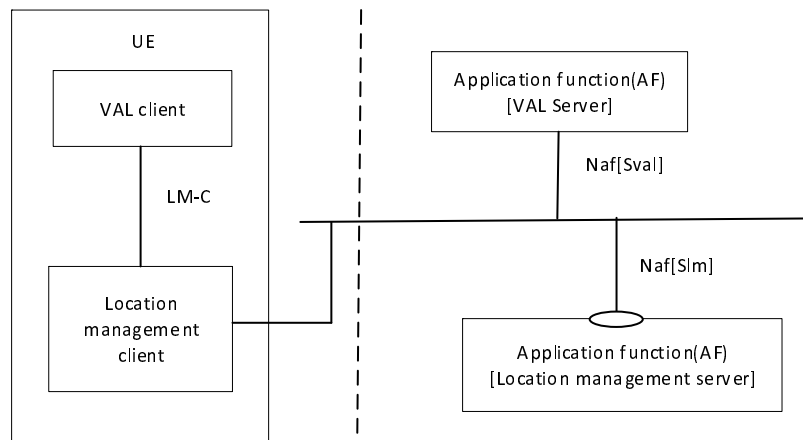 UE
VAL client
LM-C
Location
management
client
Application function(AF)
[VAL Server]
Naf[Sval]
Naf[Slm]
Application function(AF)
[Location management server]